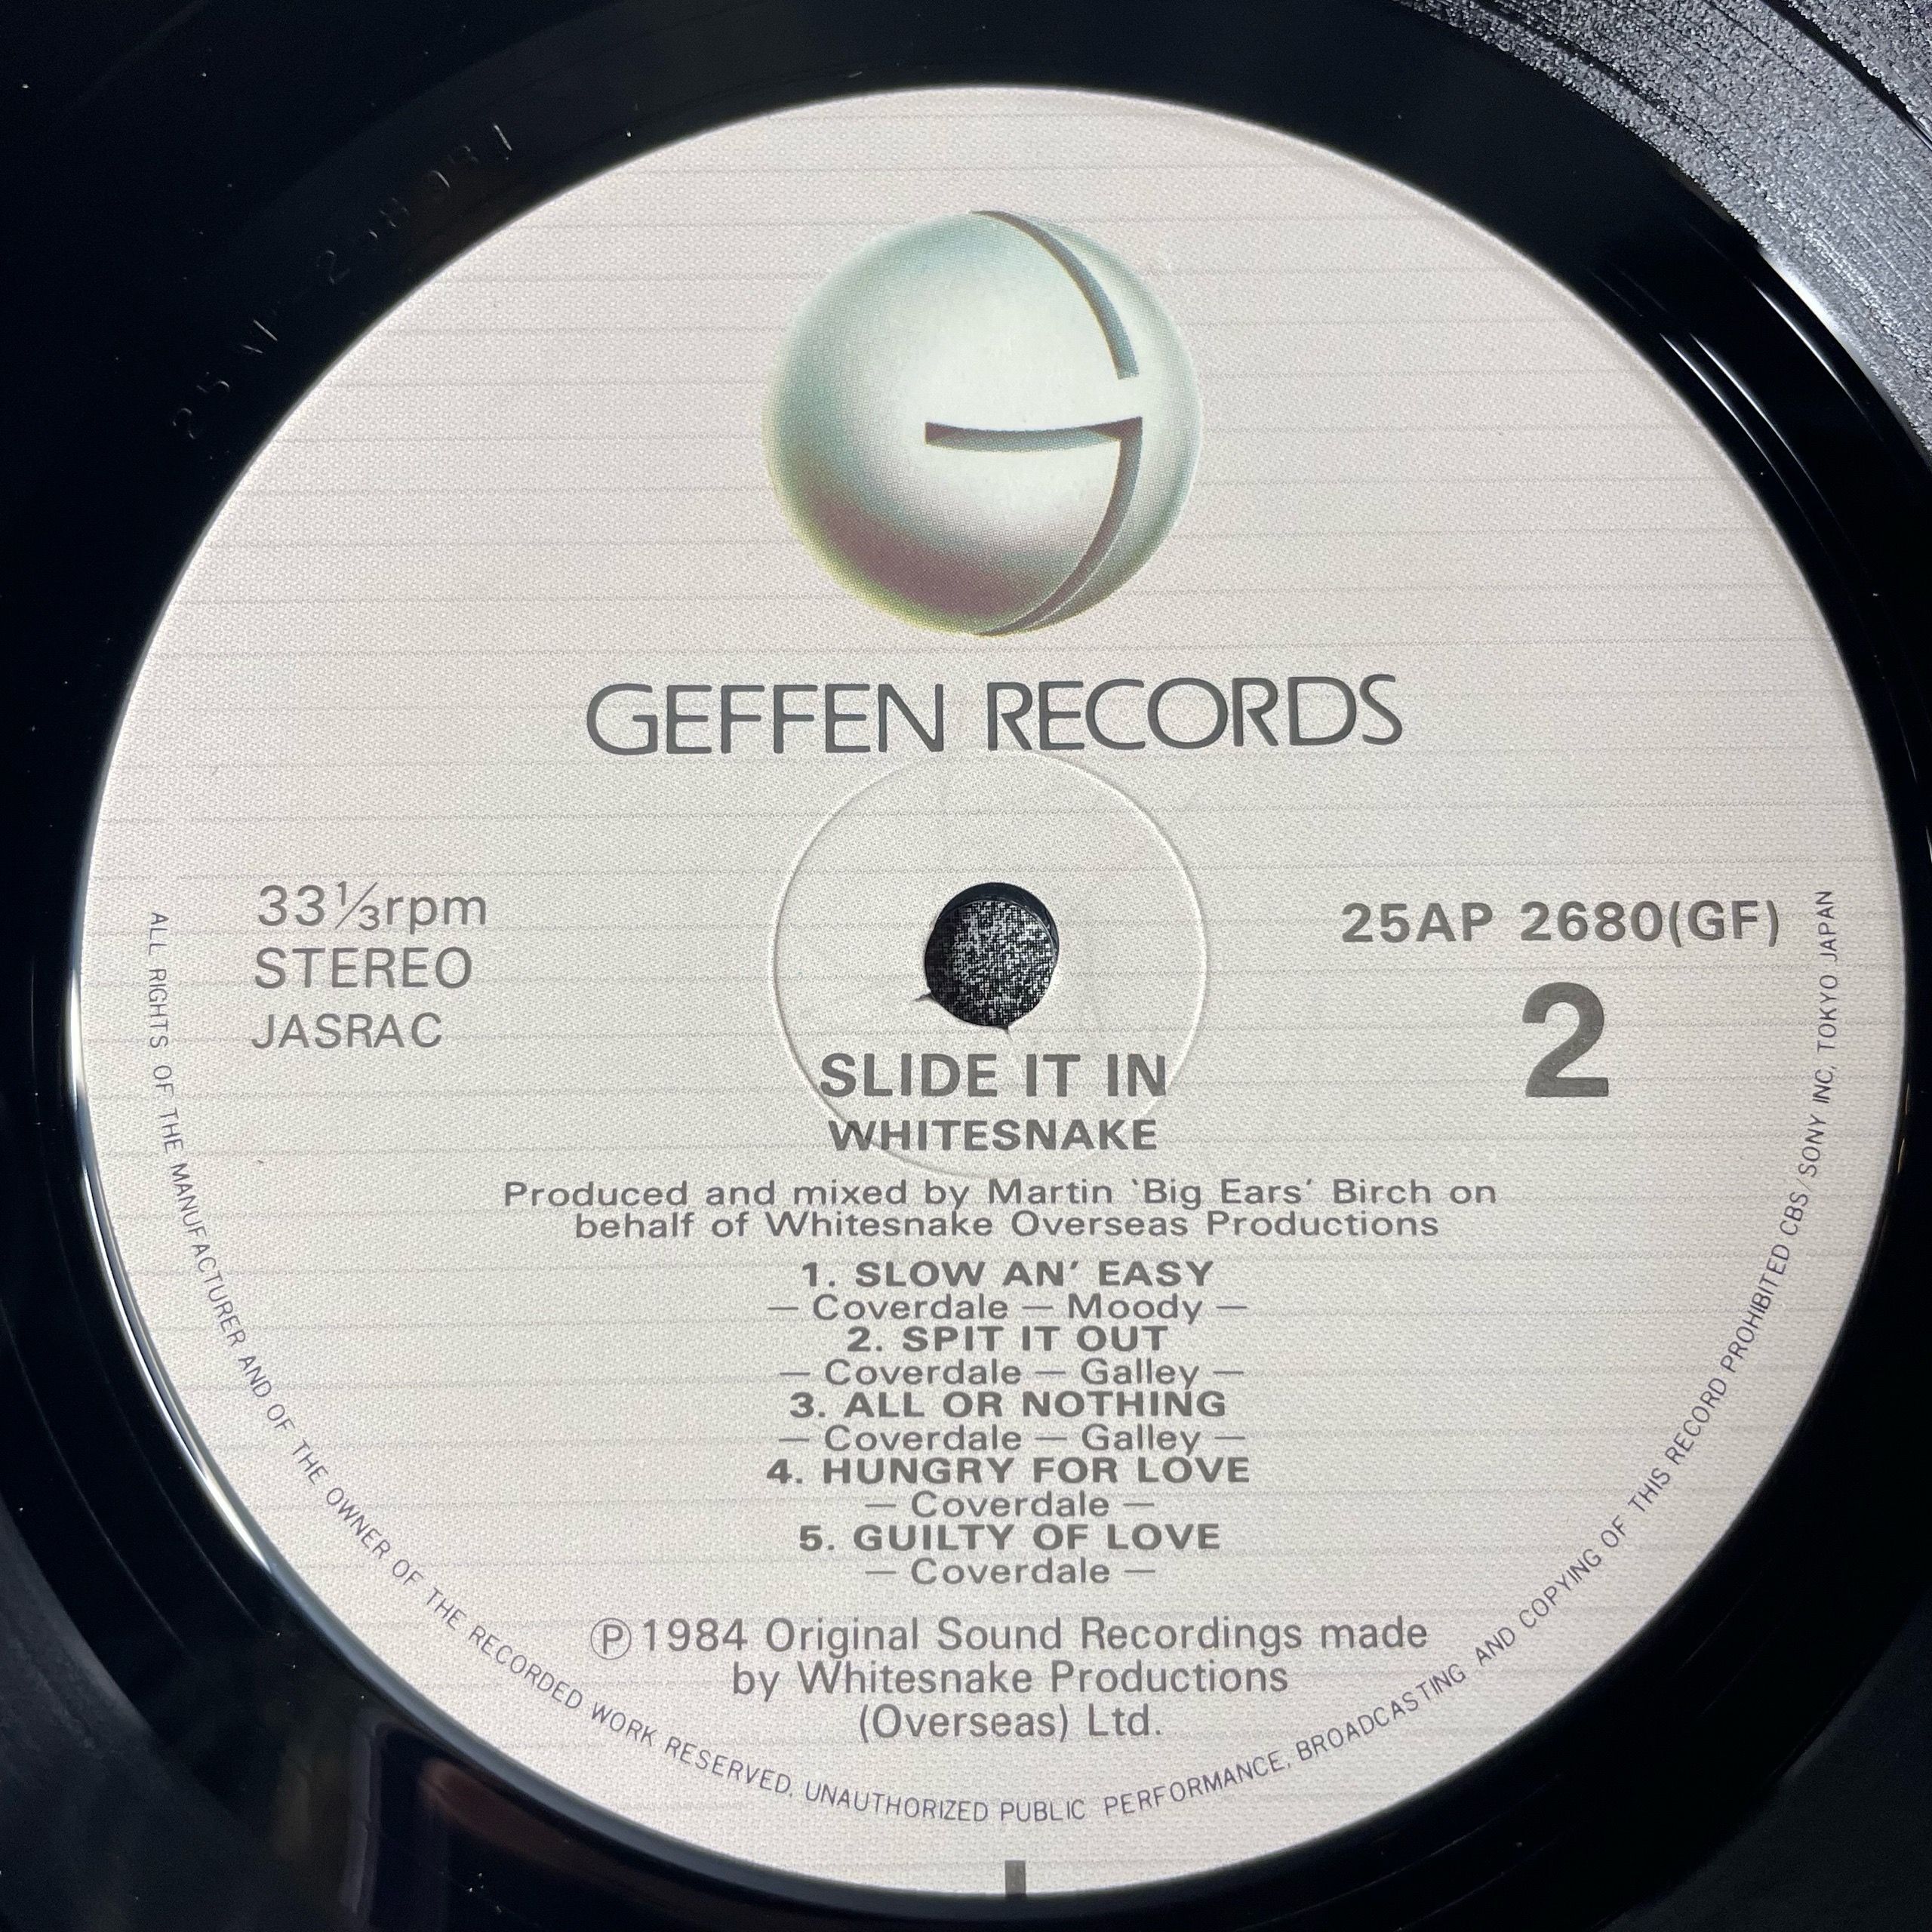 GEFFEN RECORDS
33⅓rpm
STEREO
JASRAC
25AP 2680(GF)
2
SLIDE IT IN
WHITESNAKE
Produced and mixed by Martin ‘Big Ears’ Birch on
behalf of Whitesnake Overseas Productions
1. SLOW AN’ EASY
— Coverdale — Moody —
2. SPIT IT OUT
— Coverdale — Galley —
3. ALL OR NOTHING
— Coverdale — Galley —
4. HUNGRY FOR LOVE
— Coverdale —
5. GUILTY OF LOVE
— Coverdale —
Ⓟ1984 Original Sound Recordings made
by Whitesnake Productions
(Overseas) Ltd.
ALL RIGHTS OF THE MANUFACTURER AND OF THE OWNER OF THE RECORDED WORK RESERVED. UNAUTHORIZED PUBLIC PERFORMANCE, BROADCASTING AND COPYING OF THIS RECORD PROHIBITED CBS/SONY INC, TOKYO JAPAN